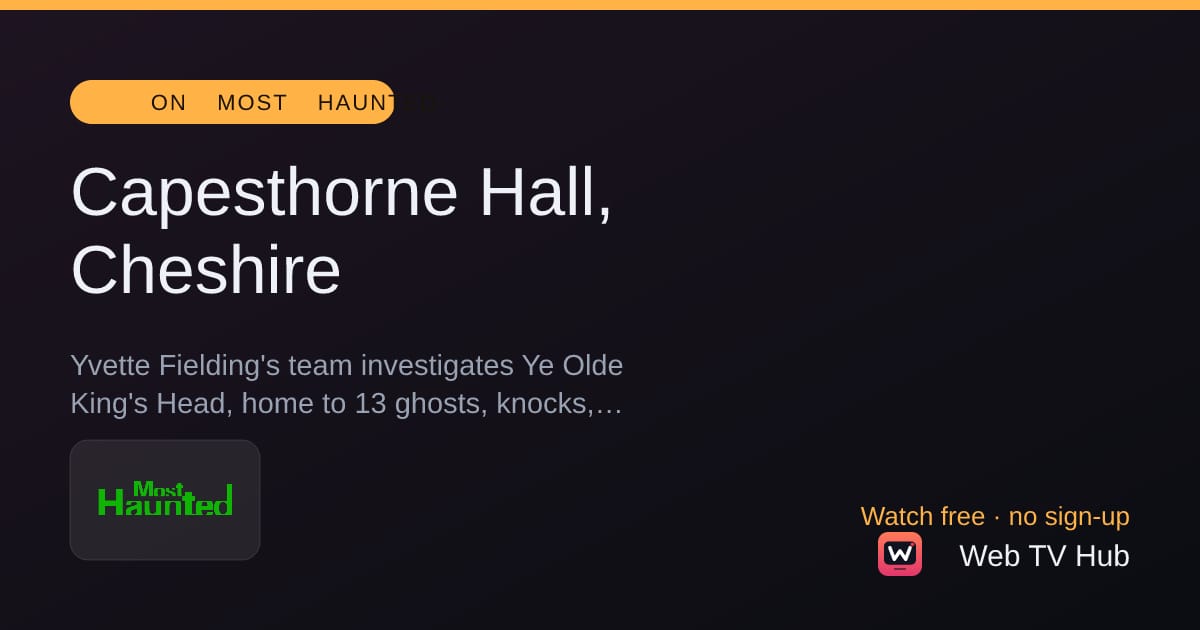 ON MOST HAUNTED
Capesthorne Hall,
Cheshire
Yvette Fielding's team investigates Ye Olde
King's Head, home to 13 ghosts, knocks,…
Most
Haunted
Watch free · no sign-up
W
Web TV Hub